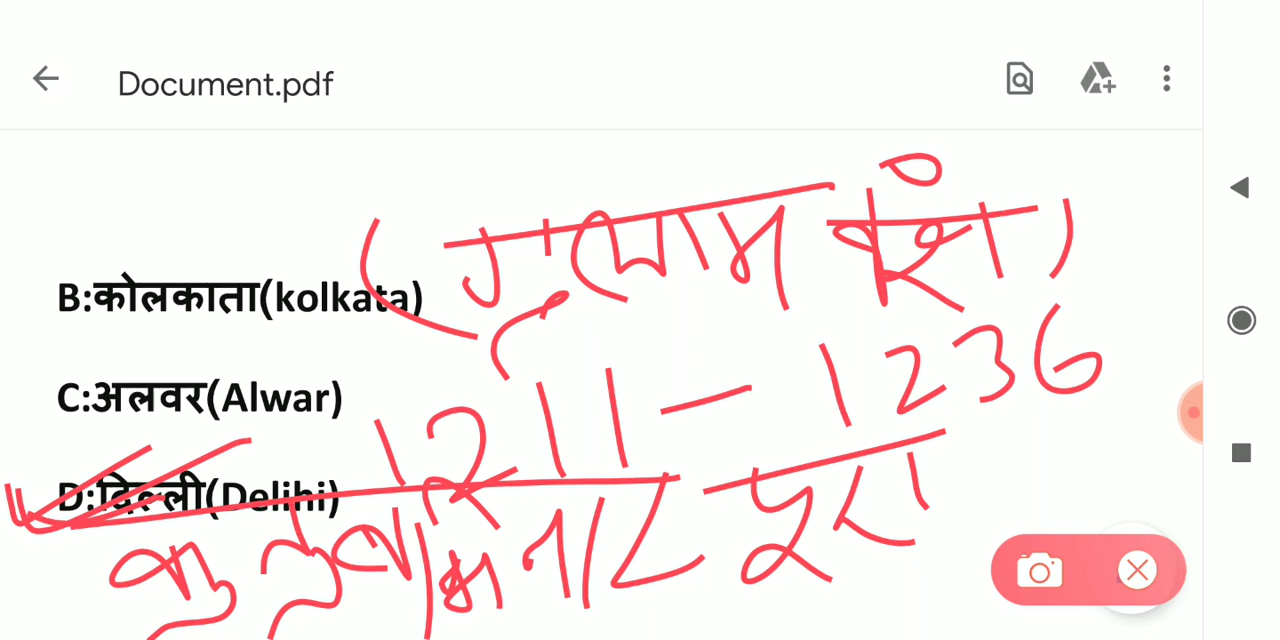 Document.pdf
(गुलाम वंश)
B:कोलकाता(kolkata)
1211 - 1236
C:अलवर(Alwar)
D:दिल्ली(Delihi)